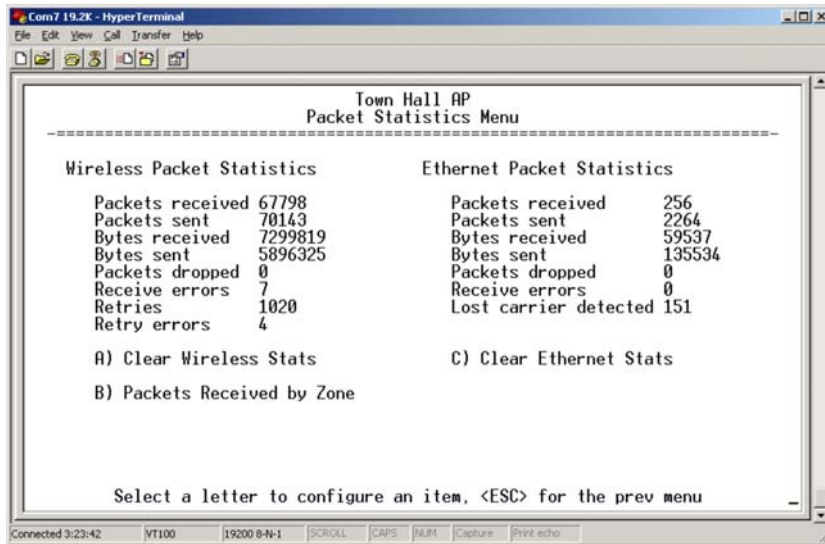 Com7 19.2K - HyperTerminal
File Edit View Call Transfer Help
Town Hall AP
Packet Statistics Menu
-==========================================================================-
Wireless Packet Statistics
Packets received 67798
Packets sent 70143
Bytes received 7299819
Bytes sent 5896325
Packets dropped 0
Receive errors 7
Retries 1020
Retry errors 4
A) Clear Wireless Stats
B) Packets Received by Zone
Ethernet Packet Statistics
Packets received 256
Packets sent 2264
Bytes received 59537
Bytes sent 135534
Packets dropped 0
Receive errors 0
Lost carrier detected 151
C) Clear Ethernet Stats
Select a letter to configure an item, <ESC> for the prev menu _
Connected 3:23:42 VT100 19200 8-N-1 SCROLL CAPS NUM Capture Print echo